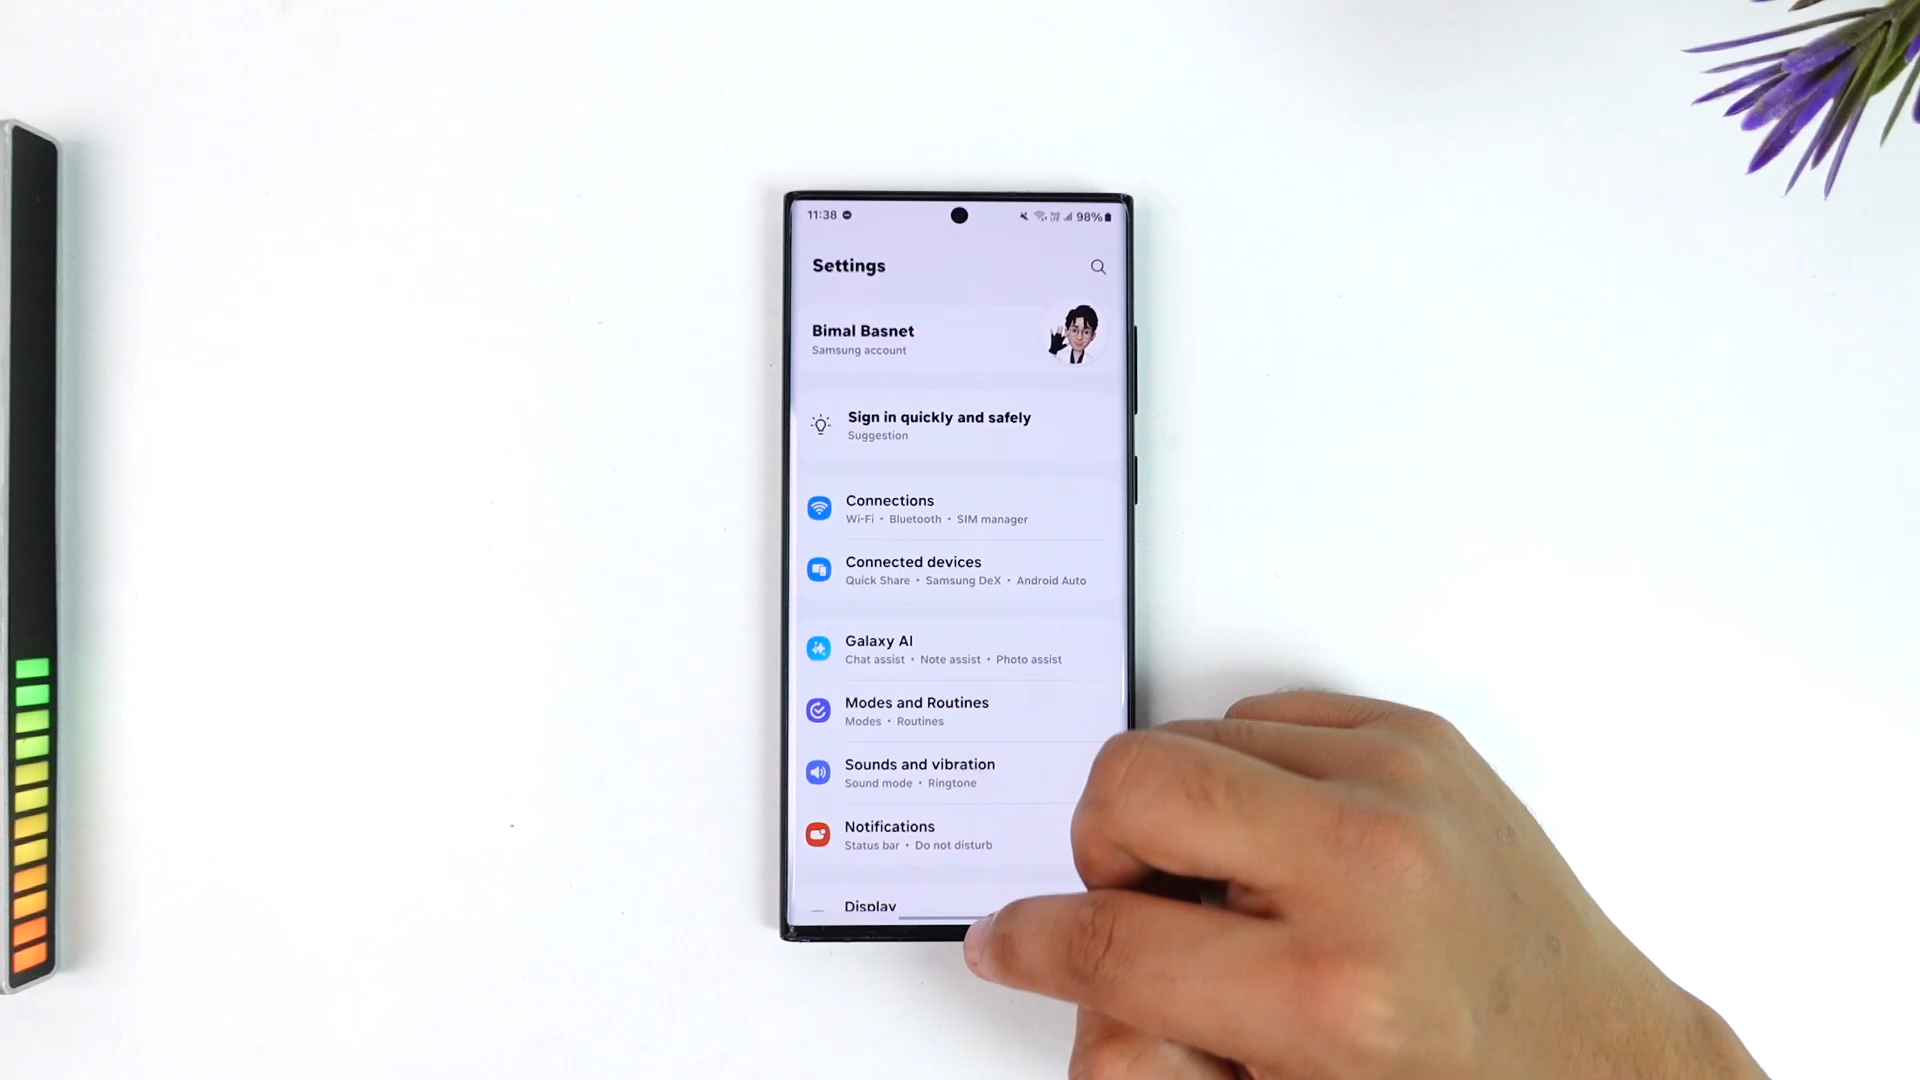 11:38
98%
Settings
Bimal Basnet
Samsung account
Sign in quickly and safely
Suggestion
Connections
Wi-Fi • Bluetooth • SIM manager
Connected devices
Quick Share • Samsung DeX • Android Auto
Galaxy AI
Chat assist • Note assist • Photo assist
Modes and Routines
Modes • Routines
Sounds and vibration
Sound mode • Ringtone
Notifications
Status bar • Do not disturb
Display